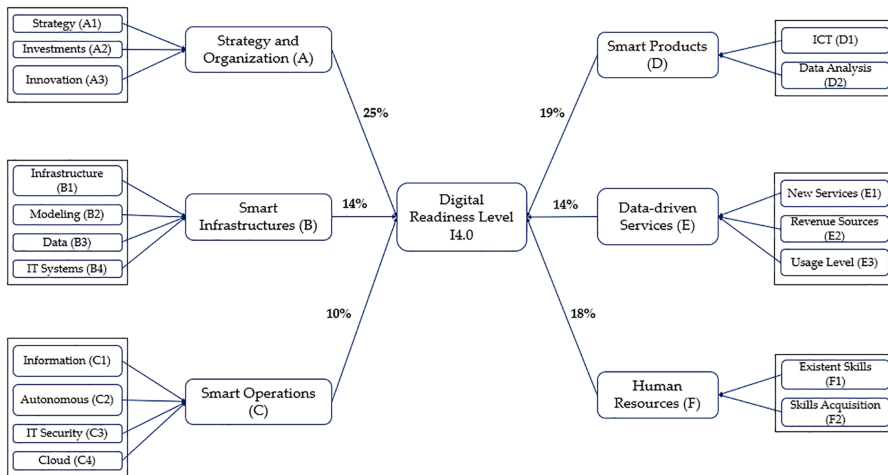 Strategy (A1)
Investments (A2)
Innovation (A3)
Strategy and
Organization (A)
25%
Infrastructure
(B1)
Modeling (B2)
Data (B3)
IT Systems (B4)
Smart
Infrastructures (B)
14%
Information (C1)
Autonomous (C2)
IT Security (C3)
Cloud (C4)
Smart Operations
(C)
10%
Digital
Readiness Level
I4.0
Smart Products
(D)
19%
ICT (D1)
Data Analysis
(D2)
Data-driven
Services (E)
14%
New Services (E1)
Revenue Sources
(E2)
Usage Level (E3)
Human
Resources (F)
18%
Existent Skills
(F1)
Skills Acquisition
(F2)